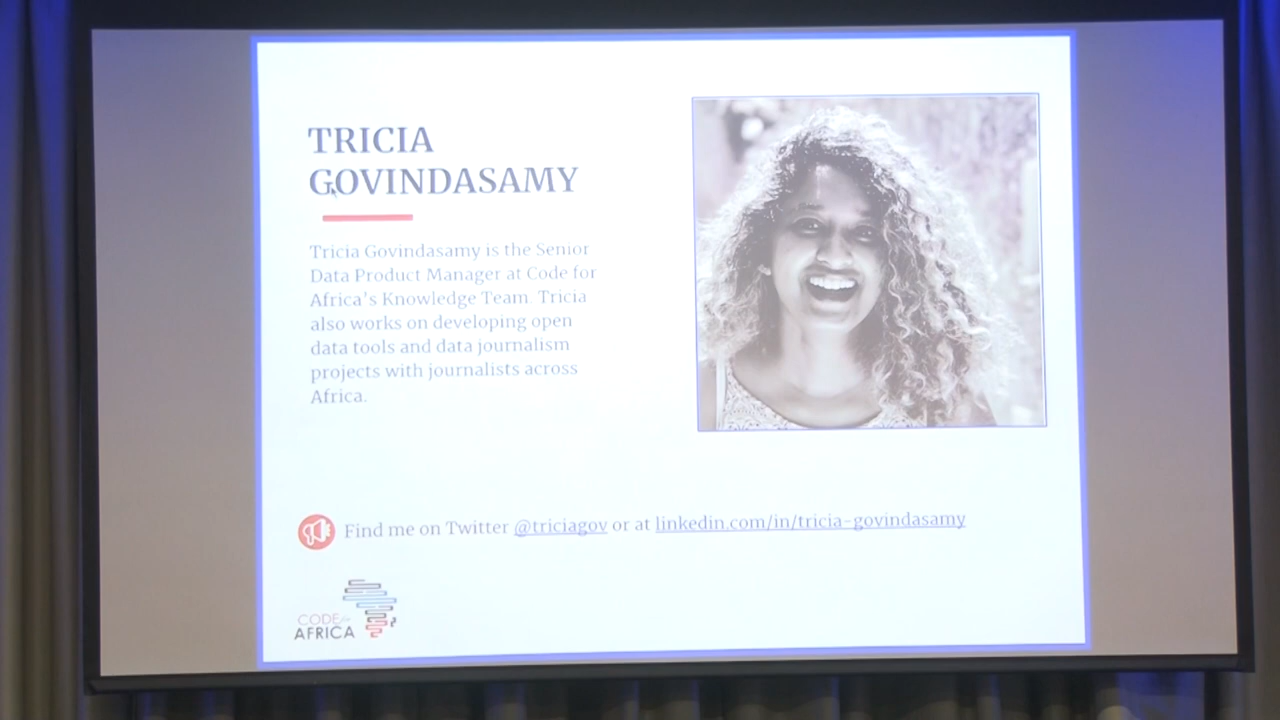 TRICIA
GOVINDASAMY
Tricia Govindasamy is the Senior
Data Product Manager at Code for
Africa's Knowledge Team. Tricia
also works on developing open
data tools and data journalism
projects with journalists across
Africa.
Find me on Twitter @triciagov or at linkedin.com/in/tricia-govindasamy
CODE for
AFRICA